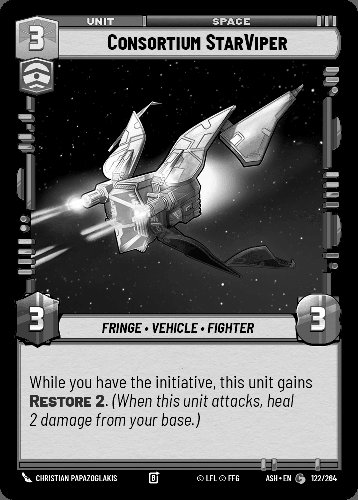 UNIT SPACE
3 CONSORTIUM STARVIPER
3 FRINGE • VEHICLE • FIGHTER 3
While you have the initiative, this unit gains
RESTORE 2. (When this unit attacks, heal
2 damage from your base.)
CHRISTIAN PAPAZOGLAKIS © LFL © FFG ASH • EN 122/264